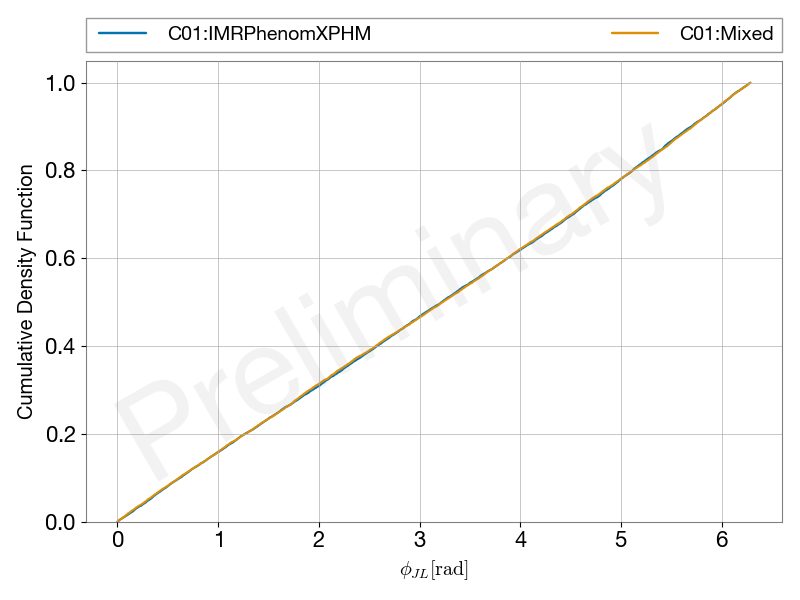 C01:IMRPhenomXPHM C01:Mixed
1.0
0.8
0.6
0.4
0.2
0.0
Cumulative Density Function
Preliminary
0 1 2 3 4 5 6
ϕJL[rad]